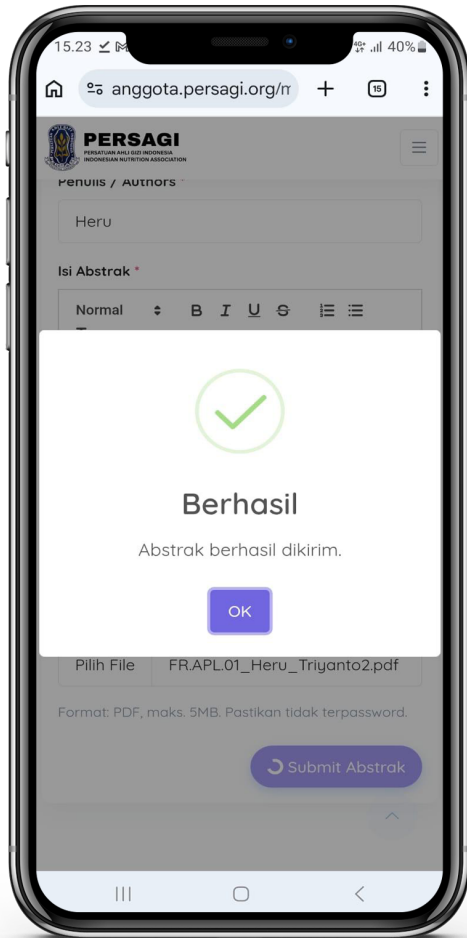 15.23
4G+
40%
anggota.persagi.org/m
15
PERSAGI
PERSATUAN AHLI GIZI INDONESIA
INDONESIAN NUTRITION ASSOCIATION
Penulis / Authors *
Heru
Isi Abstrak *
Normal B I U S
Berhasil
Abstrak berhasil dikirim.
OK
Pilih File FR.APL.01_Heru_Triyanto2.pdf
Format: PDF, maks. 5MB. Pastikan tidak terpassword.
Submit Abstrak